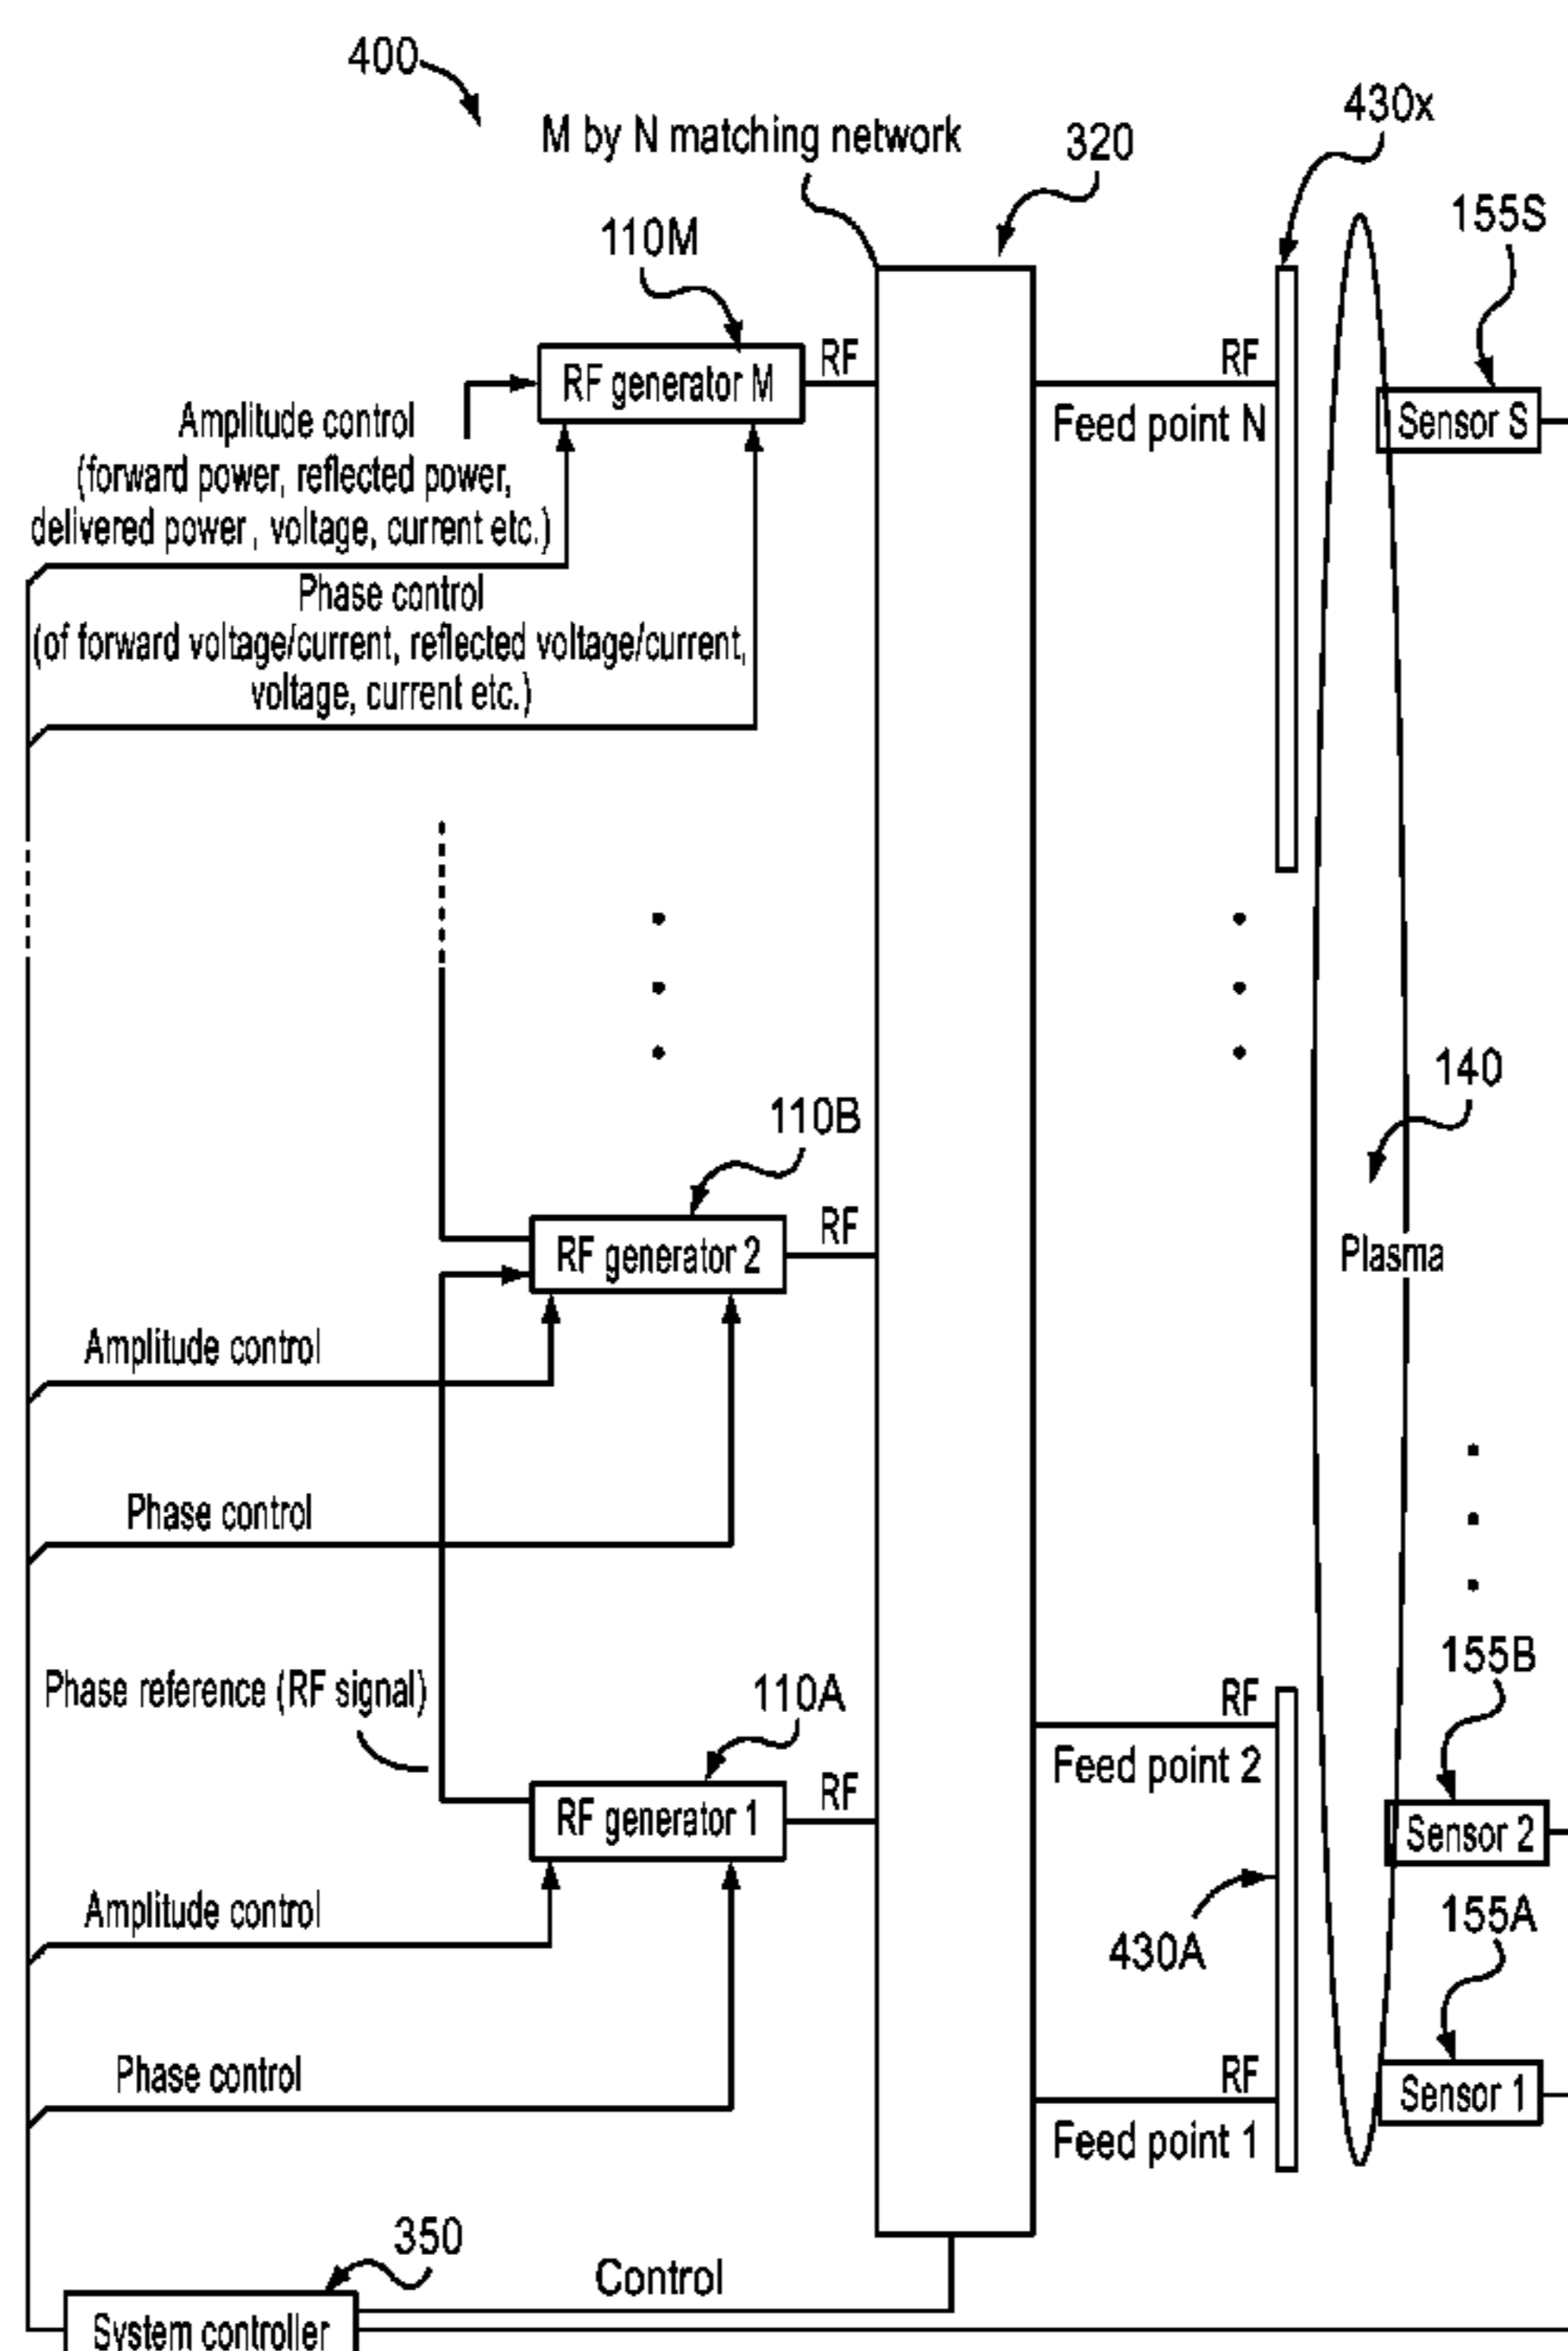 400
430x
M by N matching network
320
155S
110M
RF generator M
RF
RF
Feed point N
Sensor S
Amplitude control
(forward power, reflected power,
delivered power, voltage, current etc.)
Phase control
(of forward voltage/current, reflected voltage/current,
voltage, current etc.)
140
110B
RF generator 2
RF
Plasma
Amplitude control
Phase control
155B
Phase reference (RF signal)
110A
RF
Feed point 2
RF generator 1
RF
Sensor 2
Amplitude control
155A
430A
Phase control
RF
Feed point 1
Sensor 1
350
Control
System controller